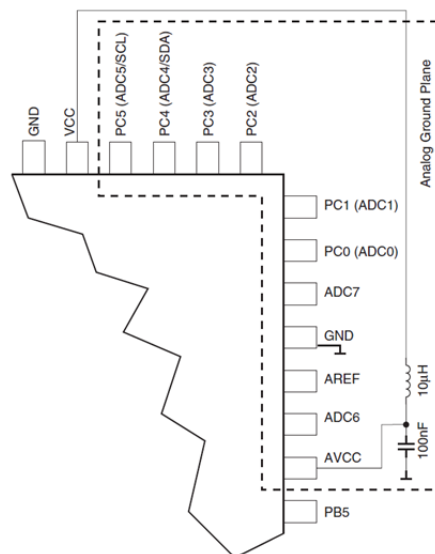 GND
VCC
PC5 (ADC5/SCL)
PC4 (ADC4/SDA)
PC3 (ADC3)
PC2 (ADC2)
Analog Ground Plane
PC1 (ADC1)
PC0 (ADC0)
ADC7
GND
AREF
ADC6
AVCC
PB5
10μH
100nF